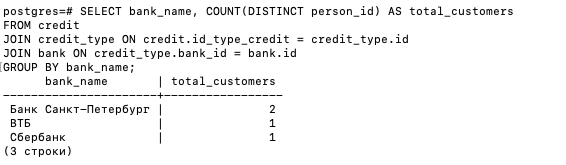 postgres=# SELECT bank_name, COUNT(DISTINCT person_id) AS total_customers
FROM credit
JOIN credit_type ON credit.id_type_credit = credit_type.id
JOIN bank ON credit_type.bank_id = bank.id
GROUP BY bank_name;
bank_name | total_customers
----------------------+-----------------
Банк Санкт-Петербург | 2
ВТБ | 1
Сбербанк | 1
(3 строки)